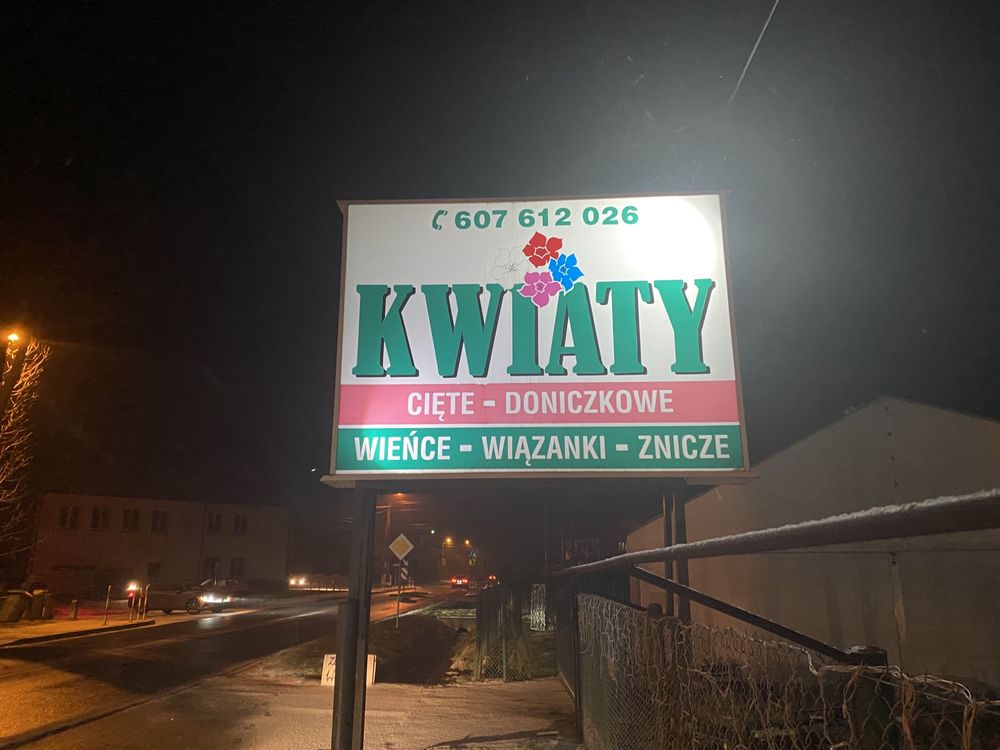 607 612 026
KWIATY
CIĘTE - DONICZKOWE
WIEŃCE - WIĄZANKI - ZNICZE